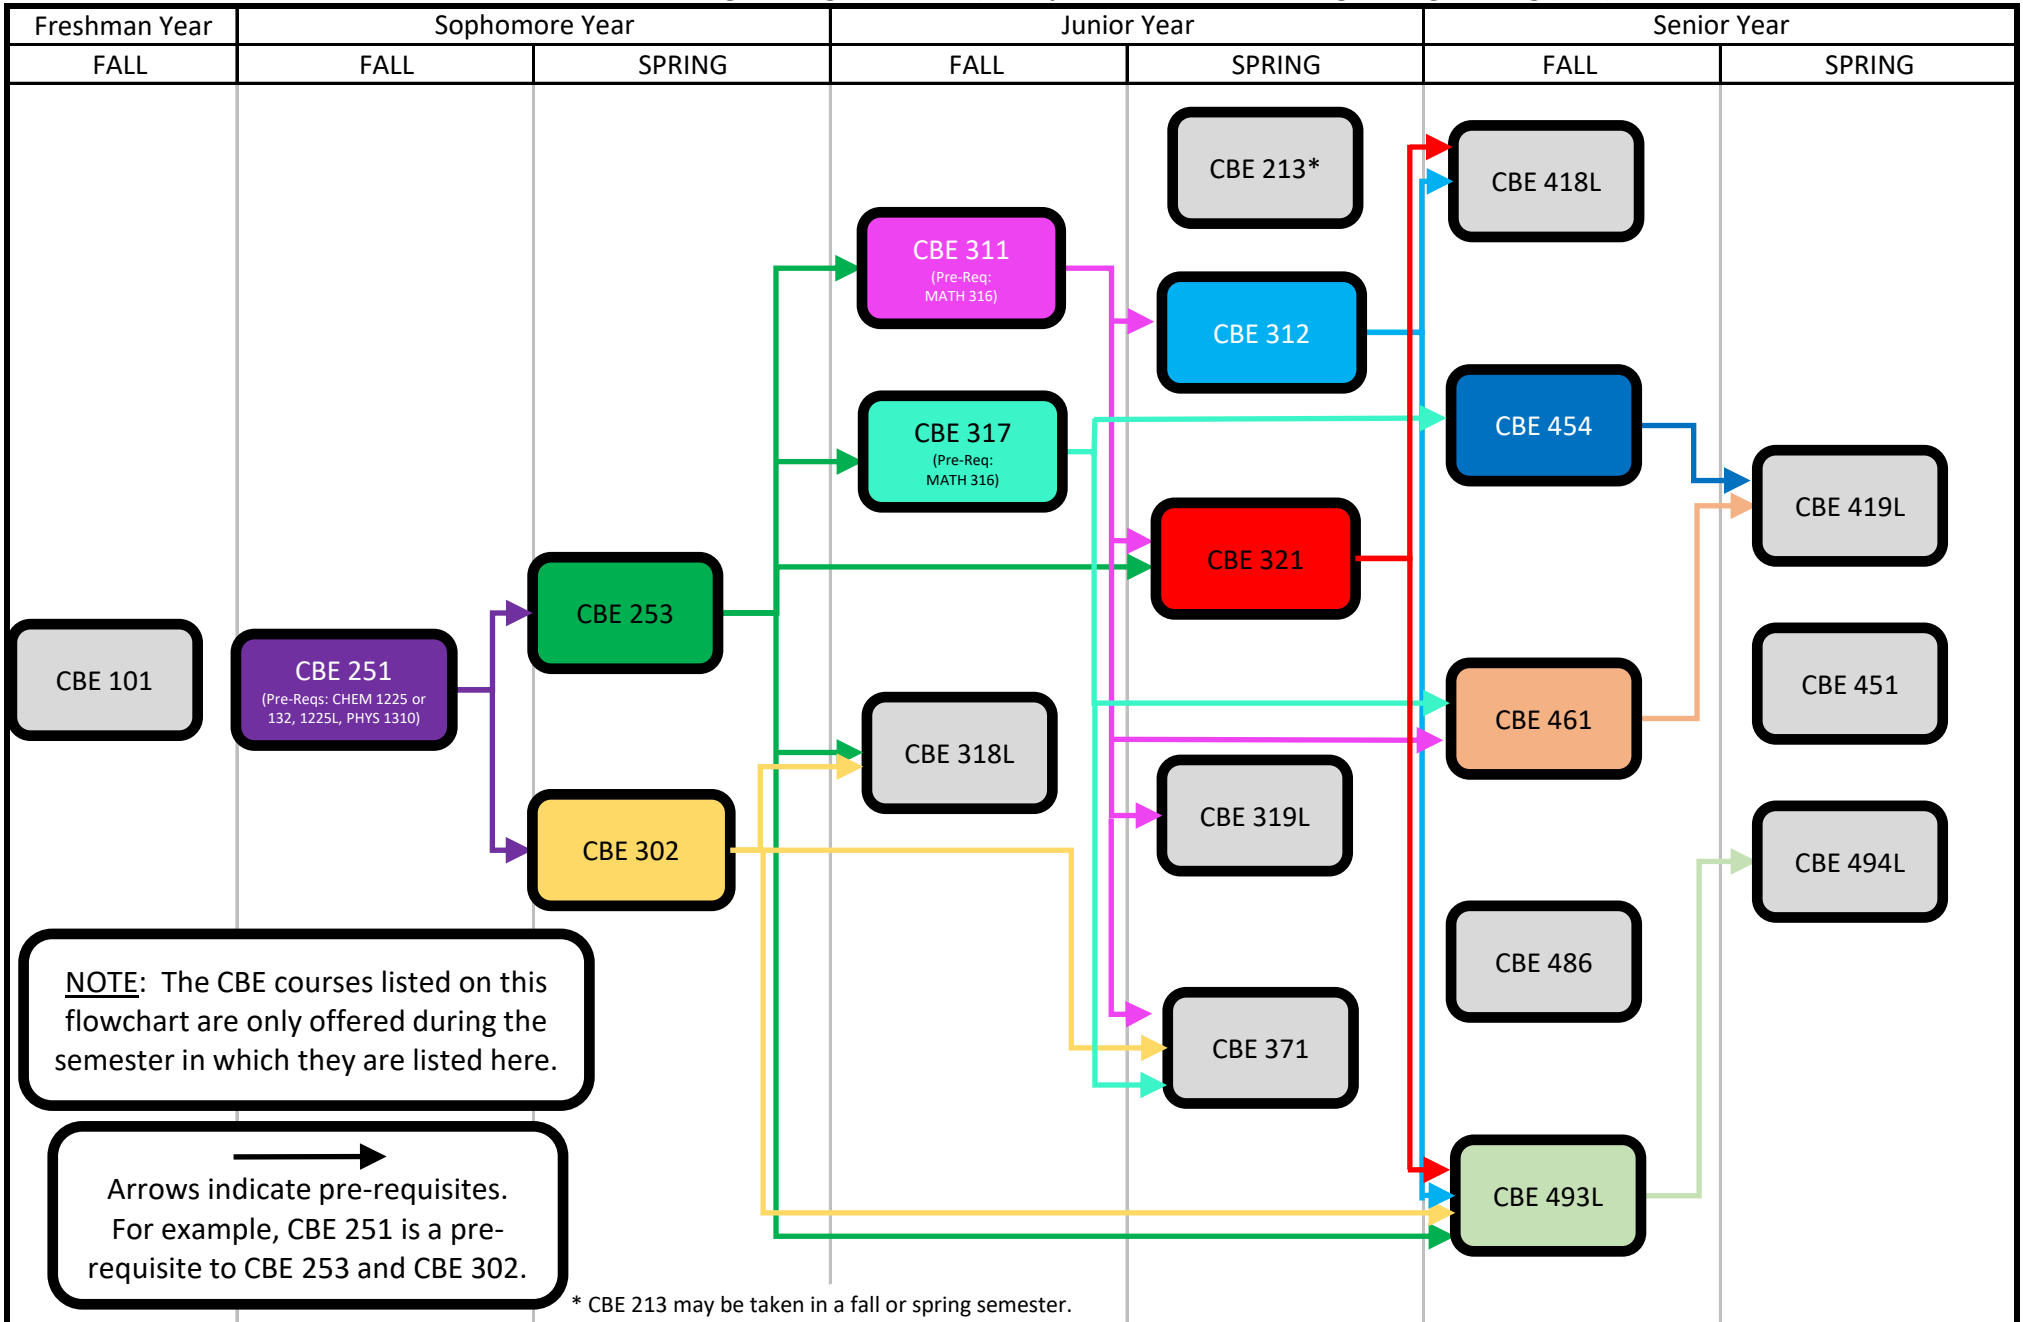 Freshman Year
Sophomore Year
Junior Year
Senior Year
FALL
FALL
SPRING
FALL
SPRING
FALL
SPRING
CBE 101
CBE 251
(Pre-Reqs: CHEM 1225 or
132, 1225L, PHYS 1310)
CBE 253
CBE 302
CBE 311
(Pre-Req:
MATH 316)
CBE 317
(Pre-Req:
MATH 316)
CBE 318L
CBE 213*
CBE 312
CBE 321
CBE 319L
CBE 371
CBE 418L
CBE 454
CBE 461
CBE 486
CBE 493L
CBE 419L
CBE 451
CBE 494L
NOTE:  The CBE courses listed on this
flowchart are only offered during the
semester in which they are listed here.
Arrows indicate pre-requisites.
For example, CBE 251 is a pre-
requisite to CBE 253 and CBE 302.
* CBE 213 may be taken in a fall or spring semester.